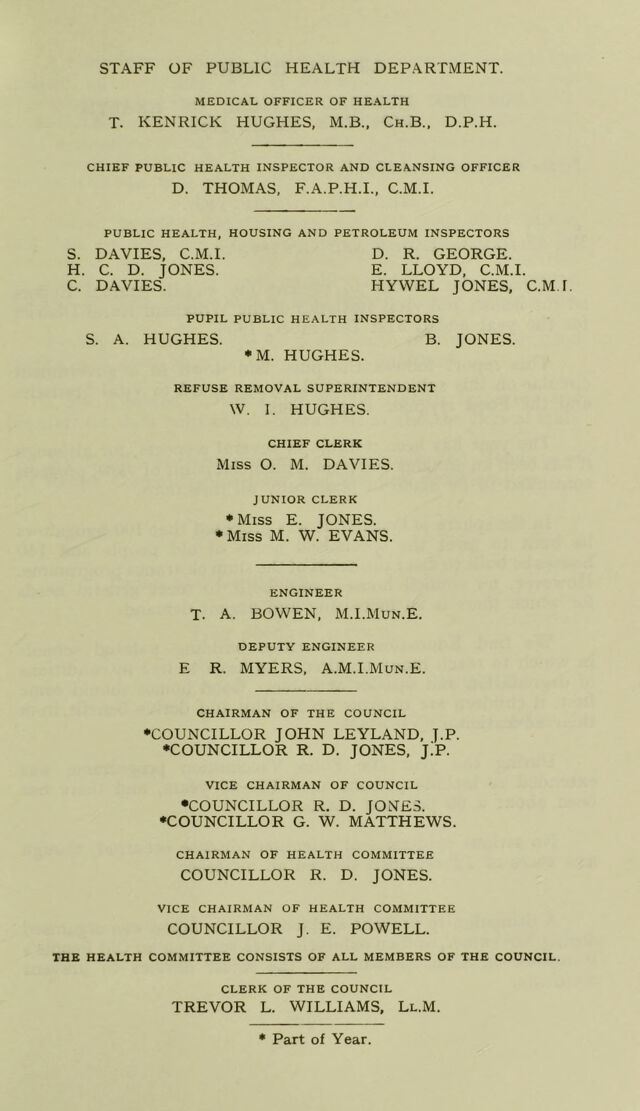 STAFF OF PUBLIC HEALTH DEPARTMENT.
MEDICAL OFFICER OF HEALTH
T. KENRICK HUGHES, M.B., CH.B., D.P.H.
CHIEF PUBLIC HEALTH INSPECTOR AND CLEANSING OFFICER
D. THOMAS, F.A.P.H.I., C.M.I.
PUBLIC HEALTH, HOUSING AND PETROLEUM INSPECTORS
S. DAVIES, C.M.I. D. R. GEORGE.
H. C. D. JONES. E. LLOYD, C.M.I.
C. DAVIES. HYWEL JONES, C.M.I.
PUPIL PUBLIC HEALTH INSPECTORS
S. A. HUGHES. B. JONES.
*M. HUGHES.
REFUSE REMOVAL SUPERINTENDENT
W. I. HUGHES.
CHIEF CLERK
MISS O. M. DAVIES.
JUNIOR CLERK
*MISS E. JONES.
*MISS M. W. EVANS.
ENGINEER
T. A. BOWEN, M.I.MUN.E.
DEPUTY ENGINEER
E R. MYERS, A.M.I.MUN.E.
CHAIRMAN OF THE COUNCIL
*COUNCILLOR JOHN LEYLAND, J.P.
*COUNCILLOR R. D. JONES, J.P.
VICE CHAIRMAN OF COUNCIL
*COUNCILLOR R. D. JONES.
*COUNCILLOR G. W. MATTHEWS.
CHAIRMAN OF HEALTH COMMITTEE
COUNCILLOR R. D. JONES.
VICE CHAIRMAN OF HEALTH COMMITTEE
COUNCILLOR J. E. POWELL.
THE HEALTH COMMITTEE CONSISTS OF ALL MEMBERS OF THE COUNCIL.
CLERK OF THE COUNCIL
TREVOR L. WILLIAMS, LL.M.
* Part of Year.